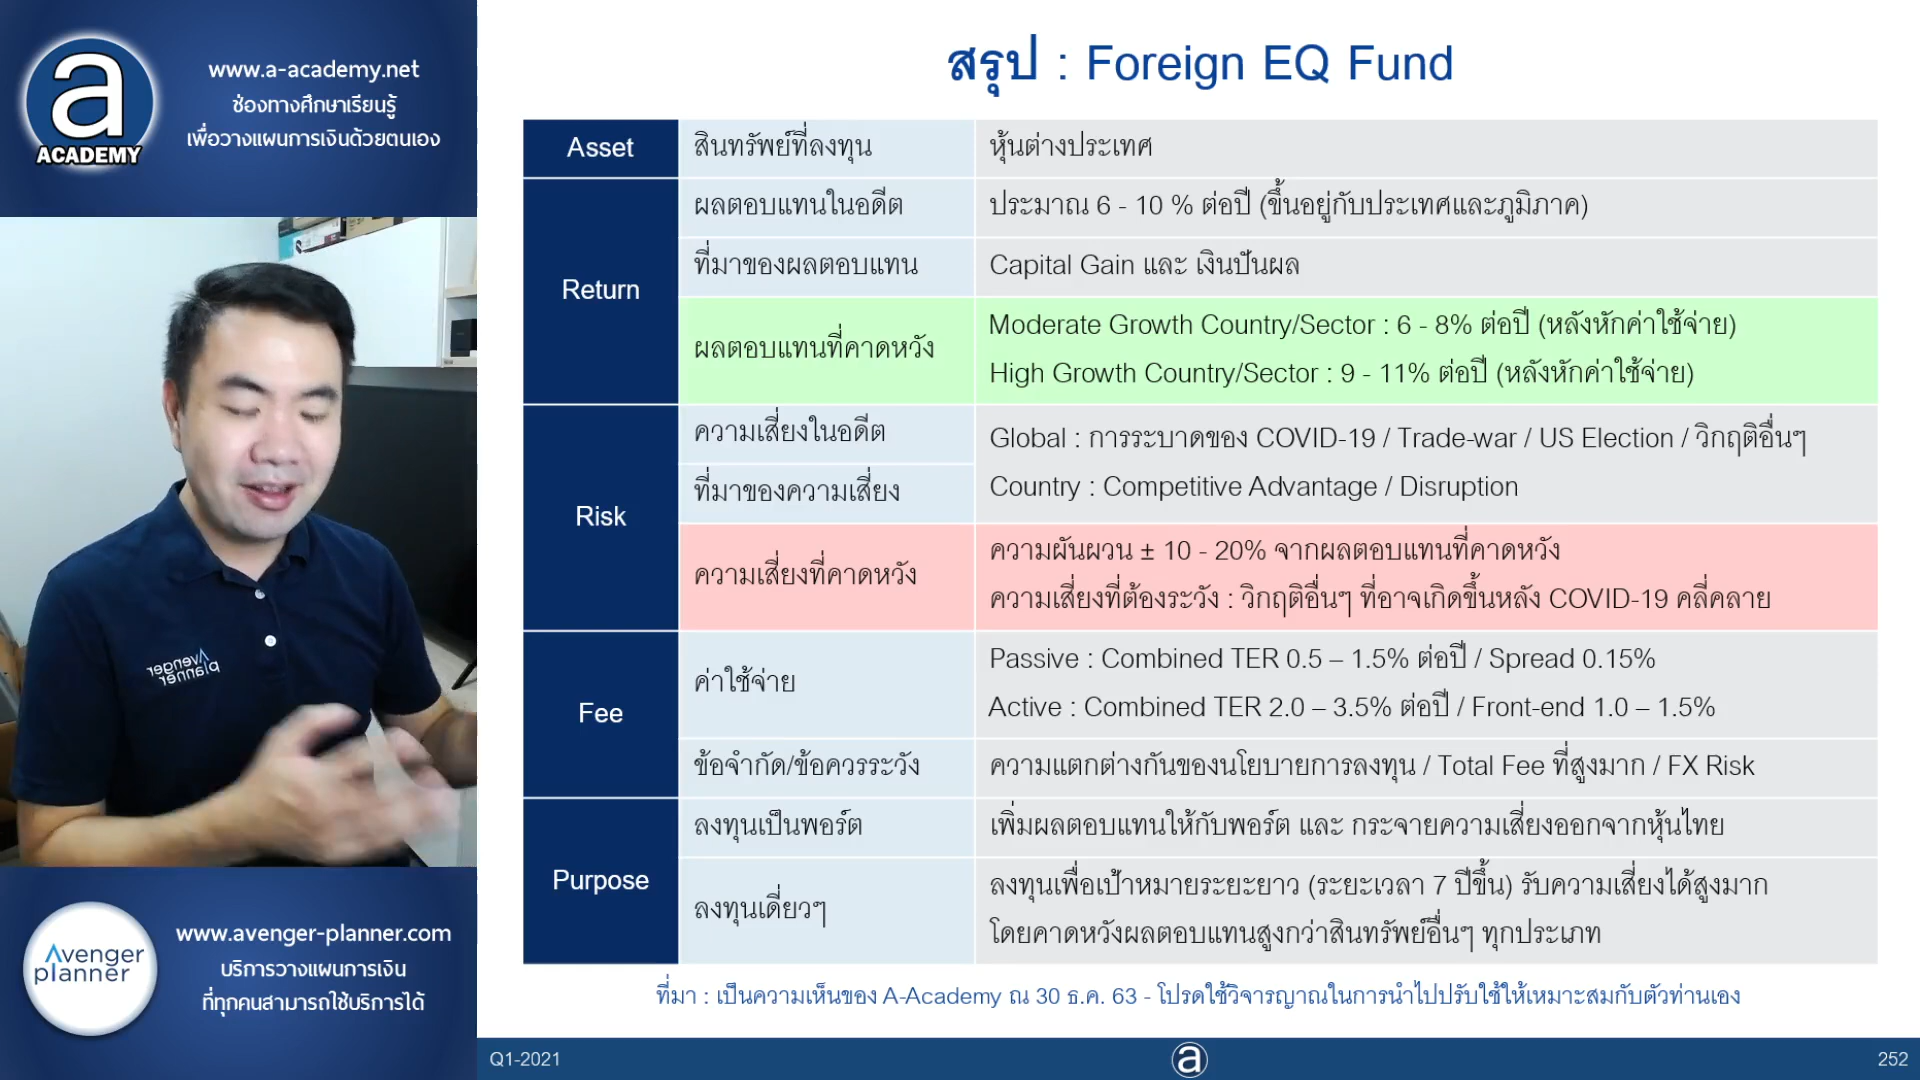 a
ACADEMY
www.a-academy.net
ช่องทางศึกษาเรียนรู้
เพื่อวางแผนการเงินด้วยตนเอง
Avenger
planner
Avenger
planner
www.avenger-planner.com
บริการวางแผนการเงิน
ที่ทุกคนสามารถใช้บริการได้
สรุป : Foreign EQ Fund
Asset
สินทรัพย์ที่ลงทุน
หุ้นต่างประเทศ
Return
ผลตอบแทนในอดีต
ประมาณ 6 - 10 % ต่อปี (ขึ้นอยู่กับประเทศและภูมิภาค)
ที่มาของผลตอบแทน
Capital Gain และ เงินปันผล
ผลตอบแทนที่คาดหวัง
Moderate Growth Country/Sector : 6 - 8% ต่อปี (หลังหักค่าใช้จ่าย)
High Growth Country/Sector : 9 - 11% ต่อปี (หลังหักค่าใช้จ่าย)
Risk
ความเสี่ยงในอดีต
ที่มาของความเสี่ยง
Global : การระบาดของ COVID-19 / Trade-war / US Election / วิกฤติอื่นๆ
Country : Competitive Advantage / Disruption
ความเสี่ยงที่คาดหวัง
ความผันผวน ± 10 - 20% จากผลตอบแทนที่คาดหวัง
ความเสี่ยงที่ต้องระวัง : วิกฤติอื่นๆ ที่อาจเกิดขึ้นหลัง COVID-19 คลี่คลาย
Fee
ค่าใช้จ่าย
Passive : Combined TER 0.5 – 1.5% ต่อปี / Spread 0.15%
Active : Combined TER 2.0 – 3.5% ต่อปี / Front-end 1.0 – 1.5%
ข้อจำกัด/ข้อควรระวัง
ความแตกต่างกันของนโยบายการลงทุน / Total Fee ที่สูงมาก / FX Risk
Purpose
ลงทุนเป็นพอร์ต
เพิ่มผลตอบแทนให้กับพอร์ต และ กระจายความเสี่ยงออกจากหุ้นไทย
ลงทุนเดี่ยวๆ
ลงทุนเพื่อเป้าหมายระยะยาว (ระยะเวลา 7 ปีขึ้น) รับความเสี่ยงได้สูงมาก
โดยคาดหวังผลตอบแทนสูงกว่าสินทรัพย์อื่นๆ ทุกประเภท
ที่มา : เป็นความเห็นของ A-Academy ณ 30 ธ.ค. 63 - โปรดใช้วิจารญาณในการนำไปปรับใช้ให้เหมาะสมกับตัวท่านเอง
Q1-2021
a
252